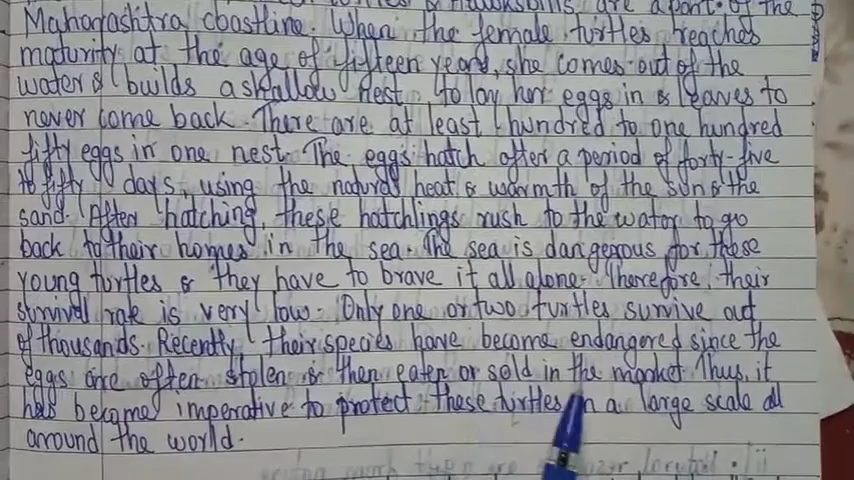 Hawksbills are a part of the
Maharashtra coastline. When the female turtles reaches
maturity at the age of fifteen years, she comes out of the
water & builds a shallow nest to lay her eggs in & leaves to
never come back. There are at least hundred to one hundred
fifty eggs in one nest. The eggs hatch after a period of forty-five
to fifty days, using the natural heat & warmth of the sun & the
sand. After hatching, these hatchlings rush to the water to go
back to their homes in the sea. The sea is dangerous for these
young turtles & they have to brave it all alone. Therefore, their
survival rate is very low. Only one or two turtles survive out
of thousands. Recently, their species have become endangered since the
eggs are often stolen & then eaten or sold in the market. Thus, it
has become imperative to protect these turtles in a large scale all
around the world.